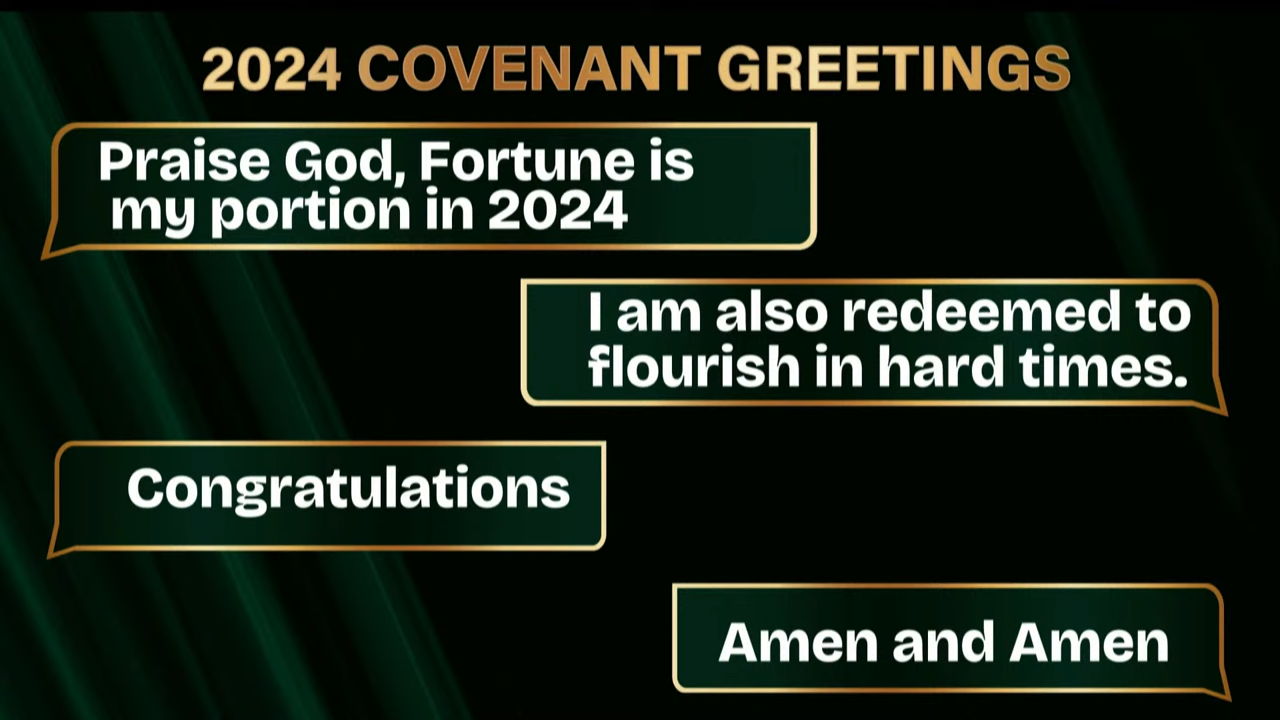 2024 COVENANT GREETINGS
Praise God, Fortune is
my portion in 2024
I am also redeemed to
flourish in hard times.
Congratulations
Amen and Amen